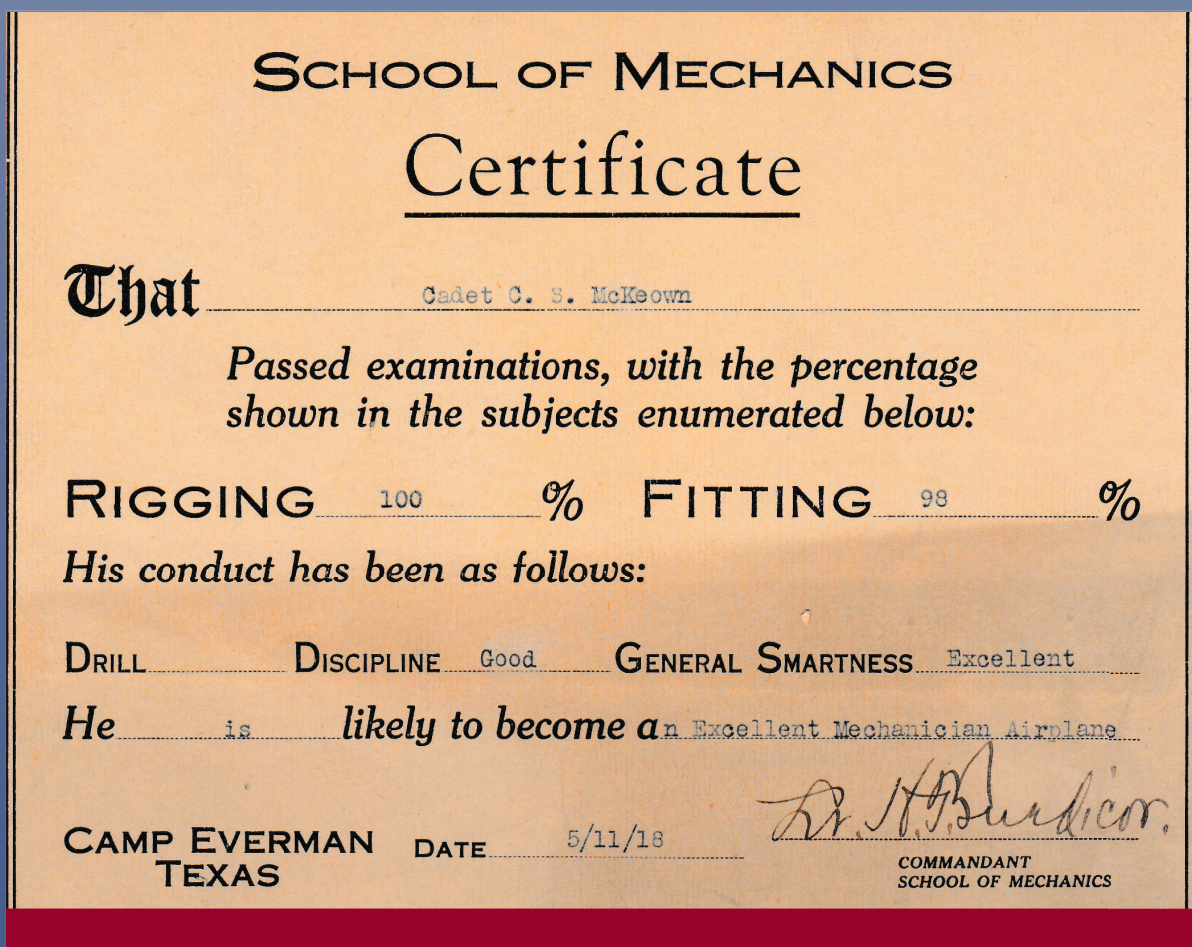 SCHOOL OF MECHANICS
Certificate
That Cadet C. S. McKeown
Passed examinations, with the percentage
shown in the subjects enumerated below:
RIGGING 100 % FITTING 98 %
His conduct has been as follows:
DRILL DISCIPLINE Good GENERAL SMARTNESS Excellent
He is likely to become an Excellent Mechanician Airplane
CAMP EVERMAN
TEXAS
DATE 5/11/18
COMMANDANT
SCHOOL OF MECHANICS